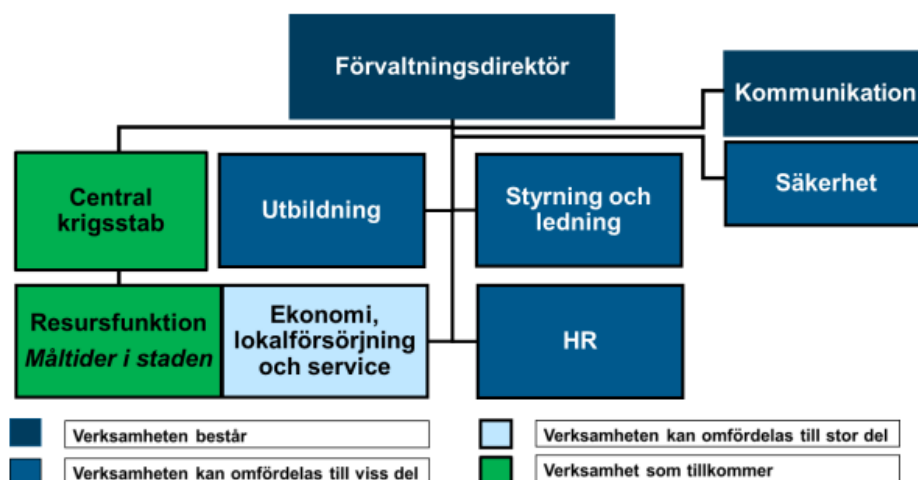 Förvaltningsdirektör
Kommunikation
Central
krigsstab
Utbildning
Styrning och
ledning
Säkerhet
Resursfunktion
Måltider i staden
Ekonomi,
lokalförsörjning
och service
HR
Verksamheten består
Verksamheten kan omfördelas till stor del
Verksamheten kan omfördelas till viss del
Verksamhet som tillkommer